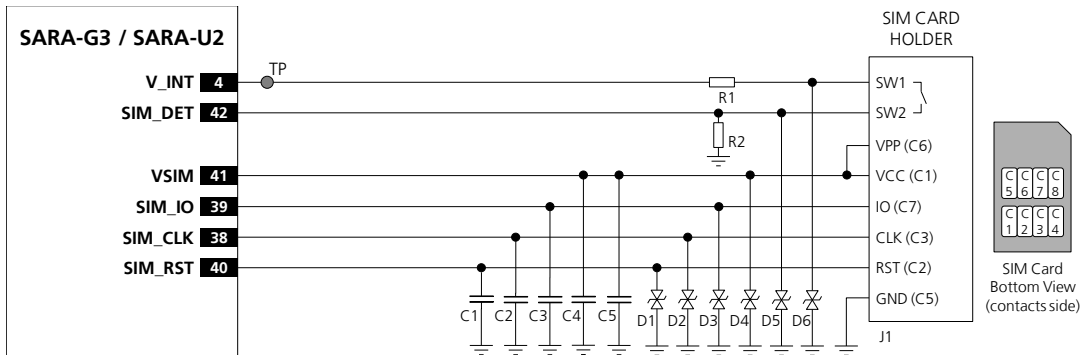 SARA-G3 / SARA-U2
V_INT 4
SIM_DET 42
VSIM 41
SIM_IO 39
SIM_CLK 38
SIM_RST 40
TP
R1
R2
C1 C2 C3 C4 C5 D1 D2 D3 D4 D5 D6
SIM CARD
HOLDER
SW1
SW2
VPP (C6)
VCC (C1)
IO (C7)
CLK (C3)
RST (C2)
GND (C5)
J1
C5 C6 C7 C8
C1 C2 C3 C4
SIM Card
Bottom View
(contacts side)